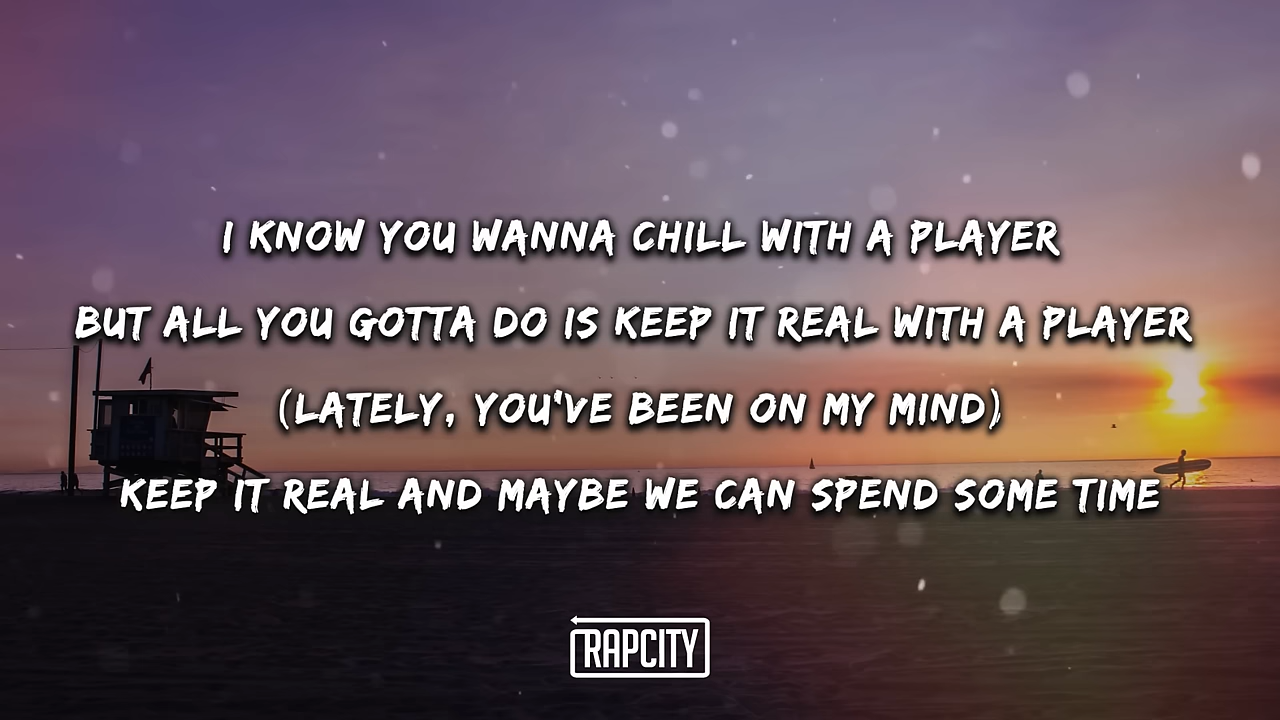 I KNOW YOU WANNA CHILL WITH A PLAYER
BUT ALL YOU GOTTA DO IS KEEP IT REAL WITH A PLAYER
(LATELY, YOU'VE BEEN ON MY MIND)
KEEP IT REAL AND MAYBE WE CAN SPEND SOME TIME
RAPCITY